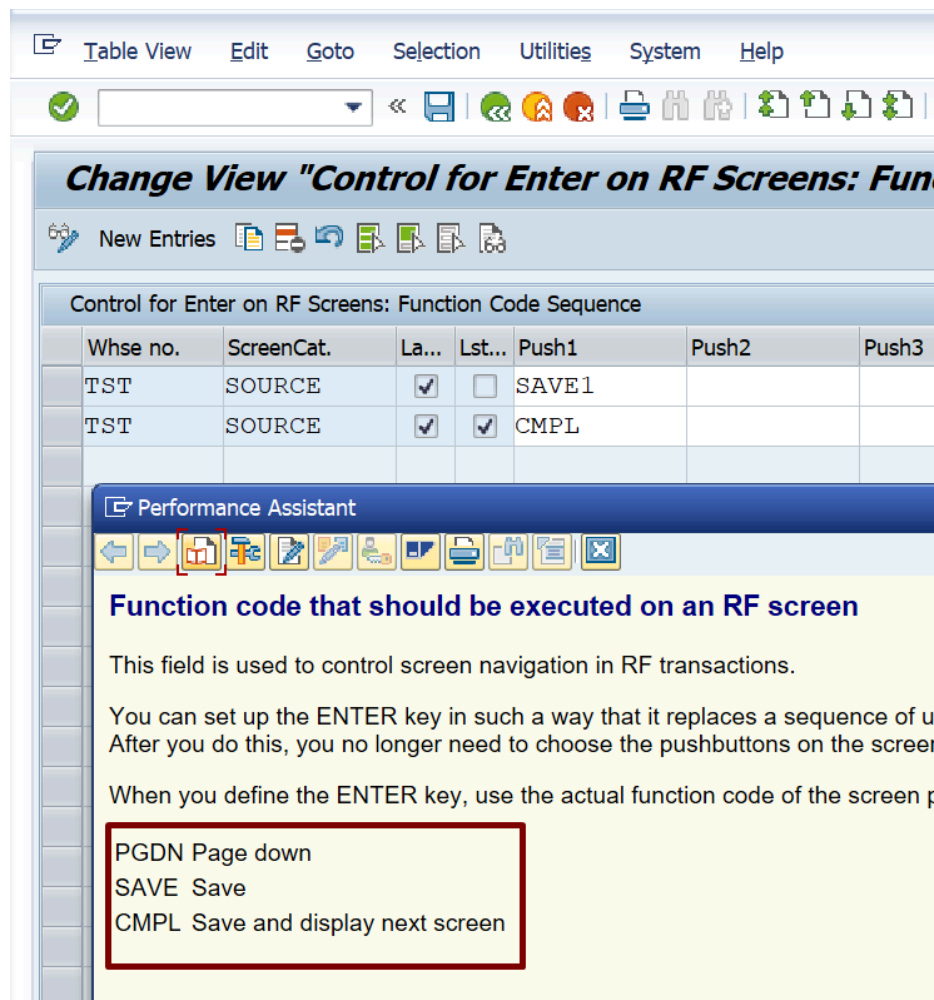 Table View Edit Goto Selection Utilities System Help
Change View "Control for Enter on RF Screens: Fun
New Entries
Control for Enter on RF Screens: Function Code Sequence
Whse no. ScreenCat. La... Lst... Push1 Push2 Push3
TST SOURCE SAVE1
TST SOURCE CMPL
Performance Assistant
Function code that should be executed on an RF screen
This field is used to control screen navigation in RF transactions.
You can set up the ENTER key in such a way that it replaces a sequence of u
After you do this, you no longer need to choose the pushbuttons on the screen
When you define the ENTER key, use the actual function code of the screen p
PGDN Page down
SAVE Save
CMPL Save and display next screen